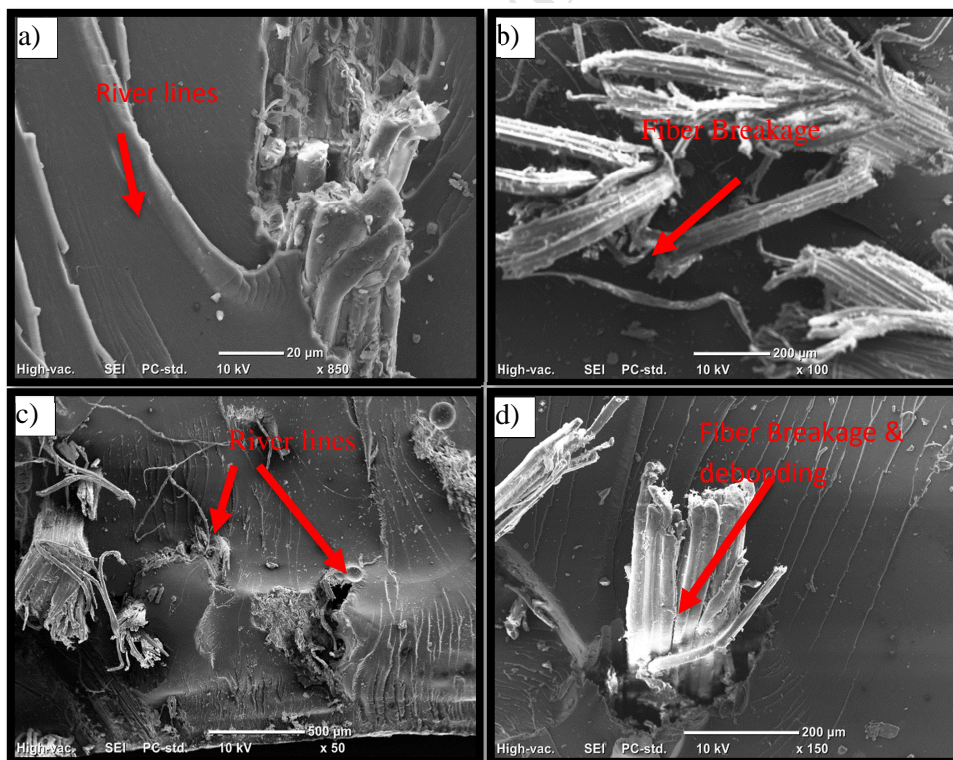 a)
River lines
20 µm
High-vac. SEI PC-std. 10 kV x 850
b)
Fiber Breakage
200 µm
High-vac. SEI PC-std. 10 kV x 100
c)
River lines
500 µm
High-vac. SEI PC-std. 10 kV x 50
d)
Fiber Breakage &
debonding
200 µm
High-vac. SEI PC-std. 10 kV x 150